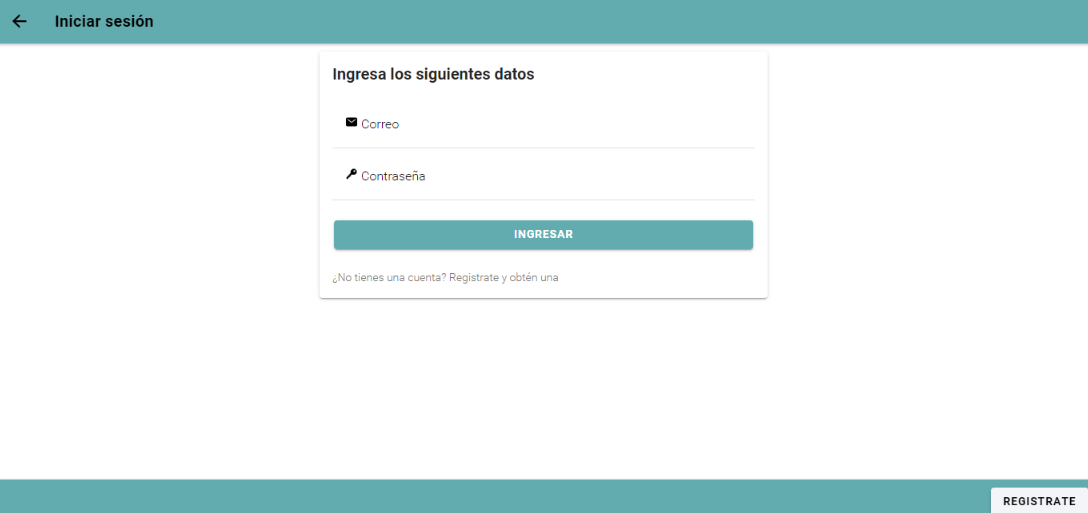 Iniciar sesión
Ingresa los siguientes datos
Correo
Contraseña
INGRESAR
¿No tienes una cuenta? Registrate y obtén una
REGISTRATE